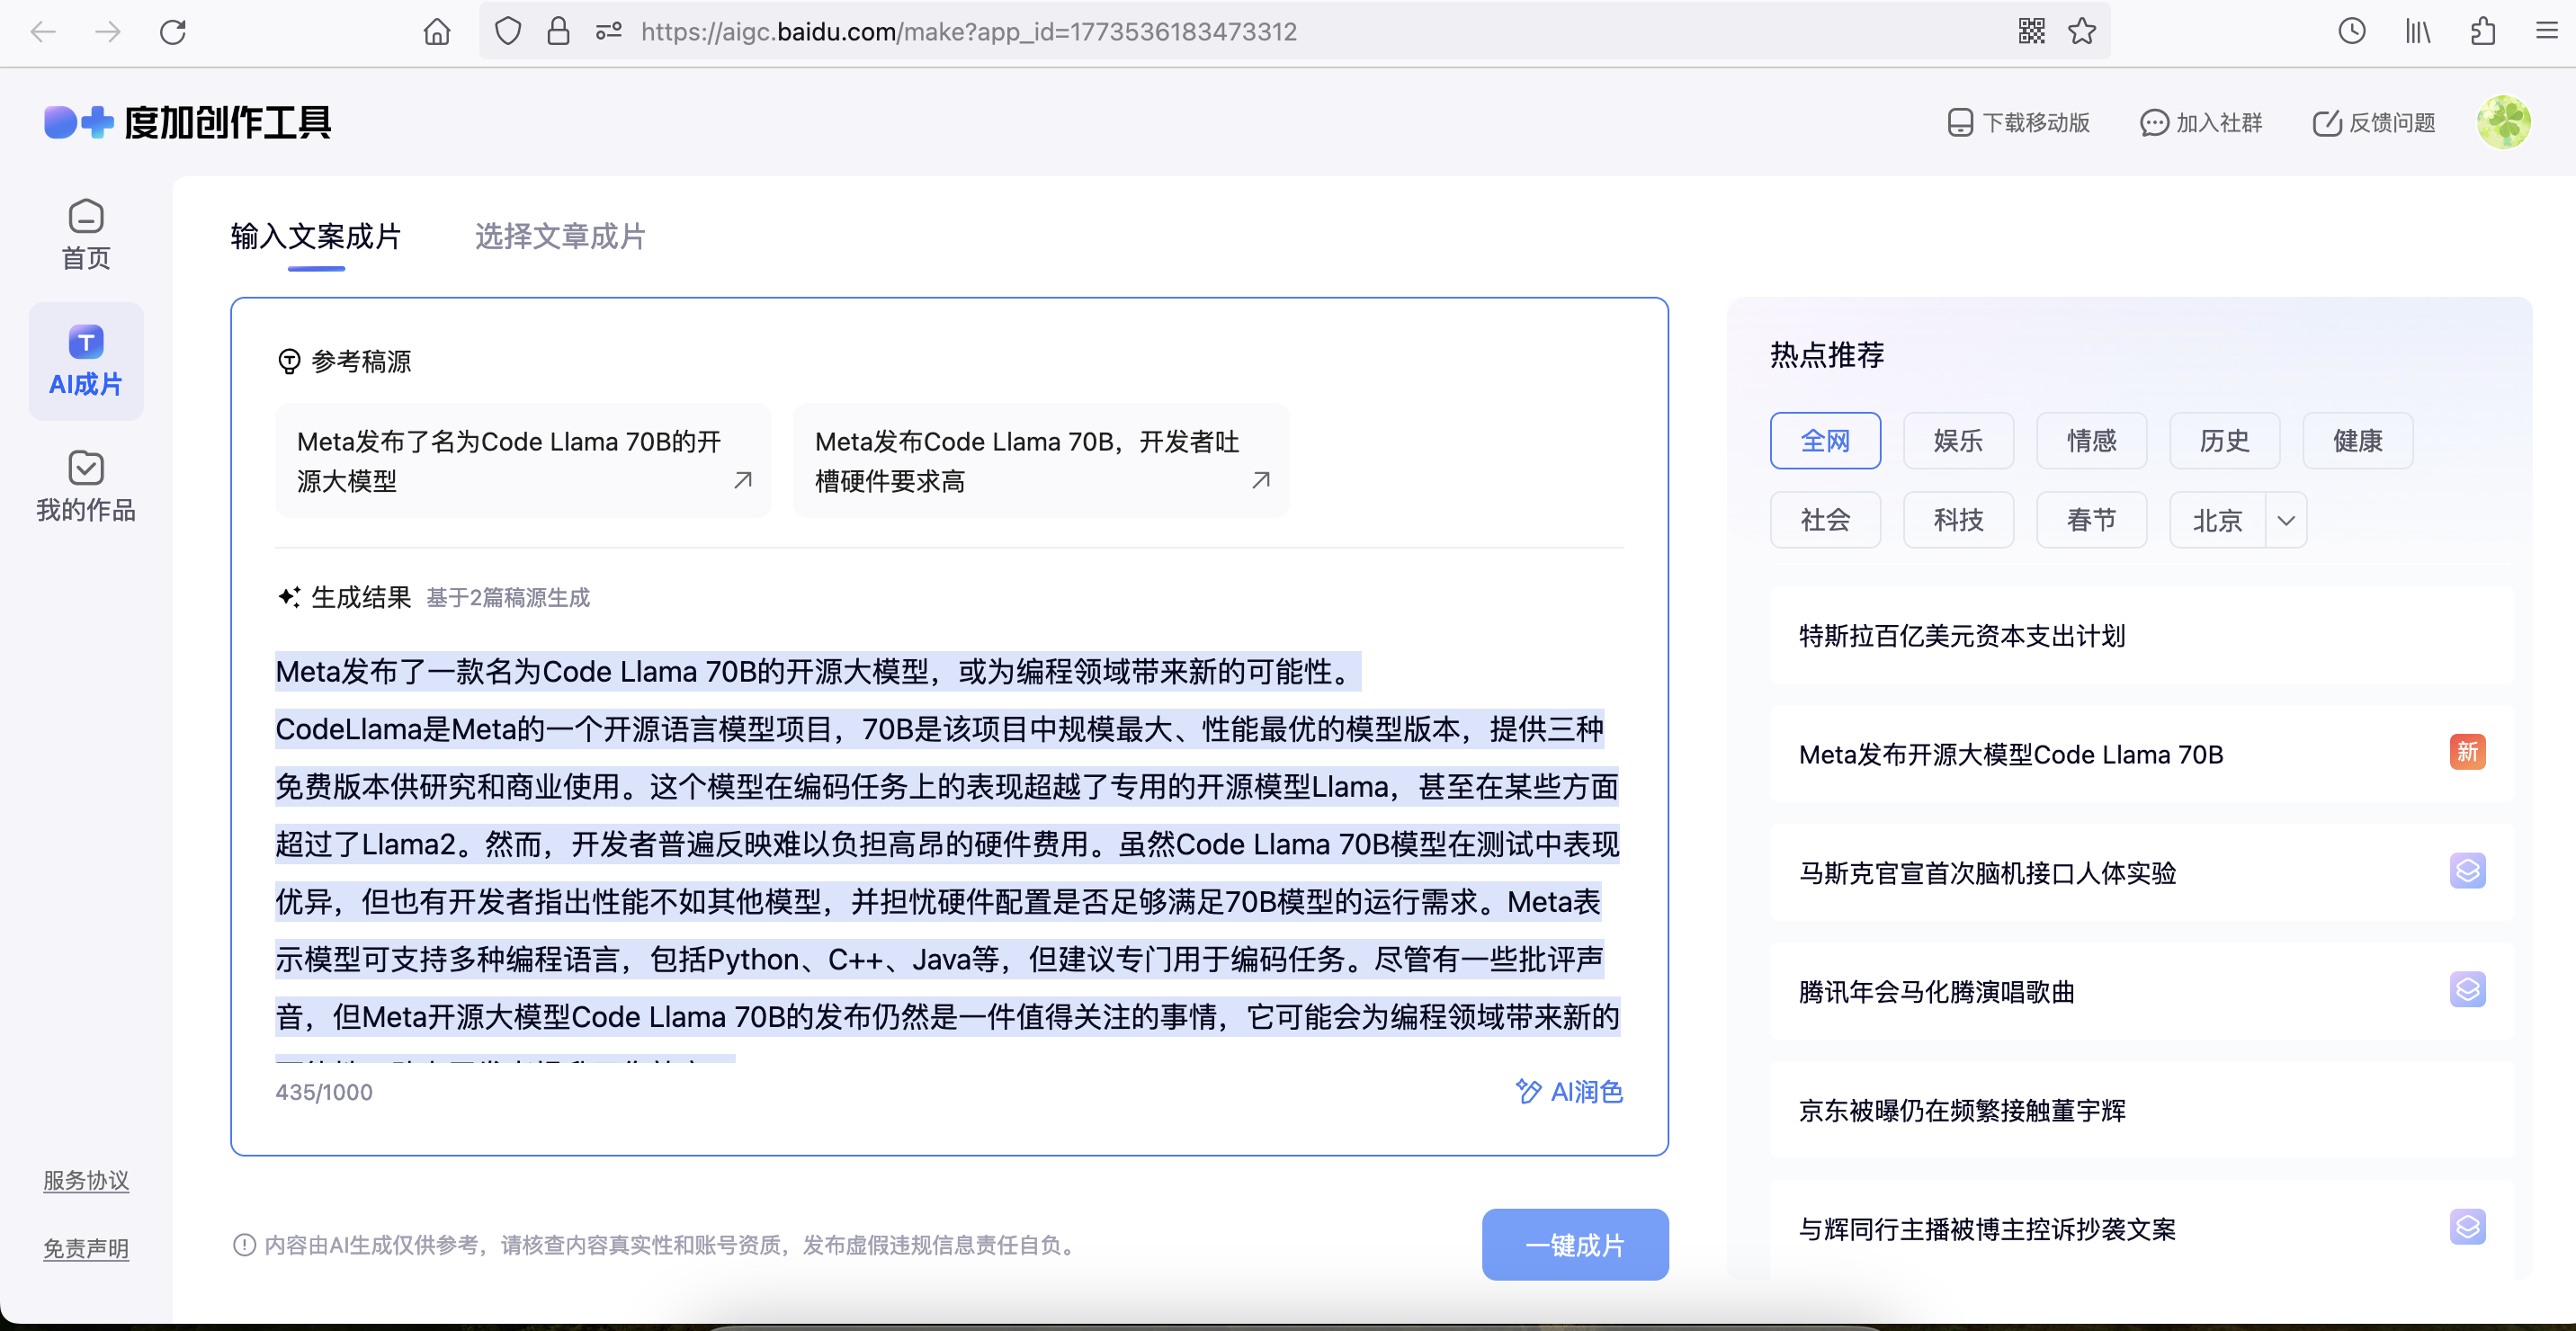 https://aigc.baidu.com/make?app_id=1773536183473312
度加创作工具
下载移动版
加入社群
反馈问题
首页
AI成片
我的作品
服务协议
免责声明
输入文案成片
选择文章成片
参考稿源
Meta发布了名为Code Llama 70B的开
源大模型
Meta发布Code Llama 70B，开发者吐
槽硬件要求高
生成结果 基于2篇稿源生成
Meta发布了一款名为Code Llama 70B的开源大模型，或为编程领域带来新的可能性。
CodeLlama是Meta的一个开源语言模型项目，70B是该项目中规模最大、性能最优的模型版本，提供三种
免费版本供研究和商业使用。这个模型在编码任务上的表现超越了专用的开源模型Llama，甚至在某些方面
超过了Llama2。然而，开发者普遍反映难以负担高昂的硬件费用。虽然Code Llama 70B模型在测试中表现
优异，但也有开发者指出性能不如其他模型，并担忧硬件配置是否足够满足70B模型的运行需求。Meta表
示模型可支持多种编程语言，包括Python、C++、Java等，但建议专门用于编码任务。尽管有一些批评声
音，但Meta开源大模型Code Llama 70B的发布仍然是一件值得关注的事情，它可能会为编程领域带来新的
435/1000
AI润色
内容由AI生成仅供参考，请核查内容真实性和账号资质，发布虚假违规信息责任自负。
一键成片
热点推荐
全网
娱乐
情感
历史
健康
社会
科技
春节
北京
特斯拉百亿美元资本支出计划
Meta发布开源大模型Code Llama 70B
新
马斯克官宣首次脑机接口人体实验
腾讯年会马化腾演唱歌曲
京东被曝仍在频繁接触董宇辉
与辉同行主播被博主控诉抄袭文案